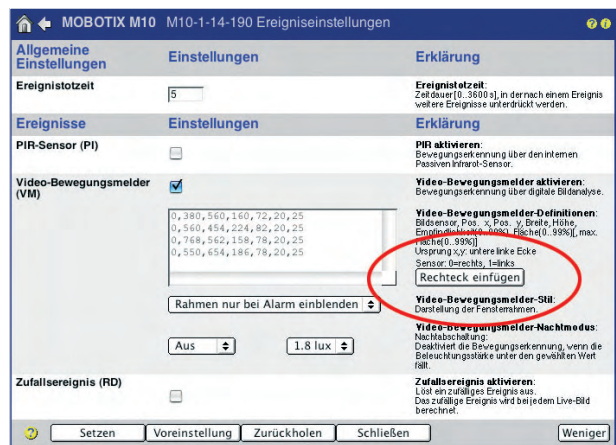 MOBOTIX M10 M10-1-14-190 Ereigniseinstellungen
Allgemeine Einstellungen
Einstellungen
Erklärung
Ereignistotzeit
5
Ereignistotzeit:
Zeitdauer [0..3600 s], in der nach einem Ereignis
weitere Ereignisse unterdrückt werden.
Ereignisse
Einstellungen
Erklärung
PIR-Sensor (PI)
PIR aktivieren:
Bewegungserkennung über den internen
Passiven Infrarot-Sensor.
Video-Bewegungsmelder
(VM)
Video-Bewegungsmelder aktivieren:
Bewegungserkennung über digitale Bildanalyse.
0,380,560,160,72,20,25
0,560,454,224,82,20,25
0,768,562,158,78,20,25
0,550,654,186,78,20,25
Video-Bewegungsmelder-Definitionen:
Bildsensor, Pos. x, Pos. y, Breite, Höhe,
Empfindlichkeit(0..99%), Fläche(0..99%)[, max.
Fläche(0..99%)]
Ursprung x,y: untere linke Ecke
Sensor: 0=rechts, 1=links
Rechteck einfügen
Rahmen nur bei Alarm einblenden
Video-Bewegungsmelder-Stil:
Darstellung der Fensterrahmen.
Aus
1.8 lux
Video-Bewegungsmelder-Nachtmodus:
Nachtabschaltung:
Deaktiviert die Bewegungserkennung, wenn die
Beleuchtungsstärke unter den gewählten Wert
fällt.
Zufallsereignis (RD)
Zufallsereignis aktivieren:
Löst ein zufälliges Ereignis aus.
Das zufällige Ereignis wird bei jedem Live-Bild
berechnet.
Setzen
Voreinstellung
Zurückholen
Schließen
Weniger